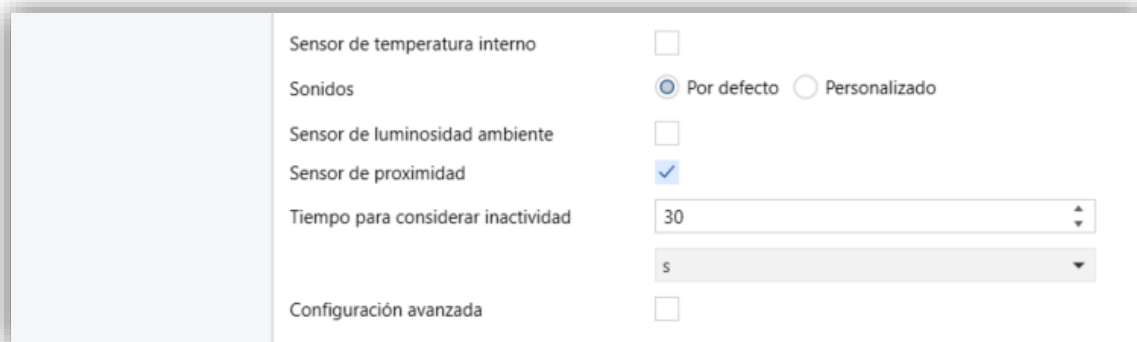 Sensor de temperatura interno
Sonidos Por defecto Personalizado
Sensor de luminosidad ambiente
Sensor de proximidad
Tiempo para considerar inactividad 30
s
Configuración avanzada